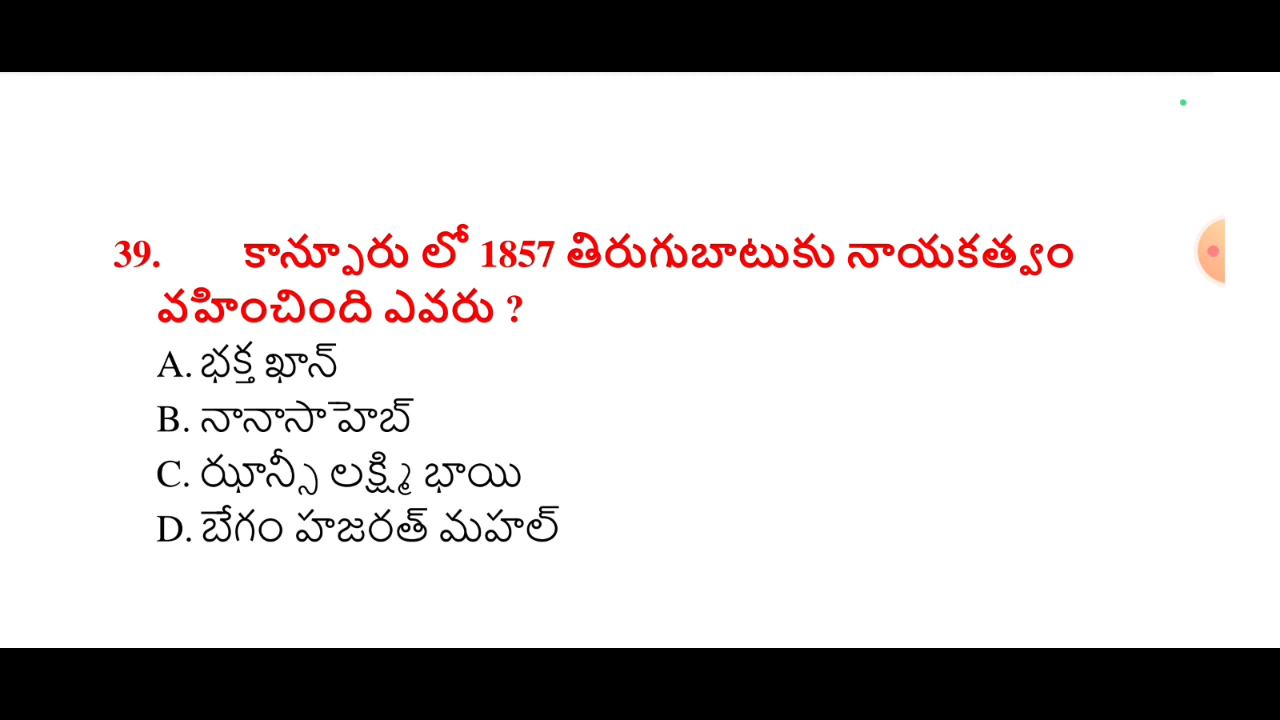 39. కాన్పూరు లో 1857 తిరుగుబాటుకు నాయకత్వం
వహించింది ఎవరు ?
A. భక్త ఖాన్
B. నానాసాహెబ్
C. ఝాన్సీ లక్ష్మి భాయి
D. బేగం హజరత్ మహల్